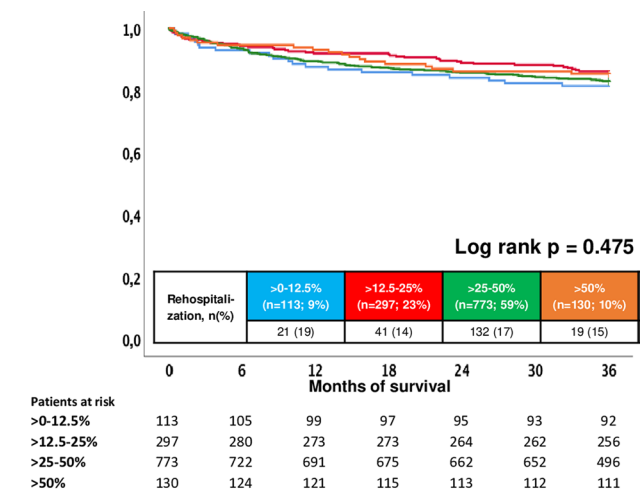 1,0
0,8
0,6
0,4
Log rank p = 0.475
0,2
Rehospitali-
zation, n(%)
>0-12.5%
(n=113; 9%)
>12.5-25%
(n=297; 23%)
>25-50%
(n=773; 59%)
>50%
(n=130; 10%)
21 (19)
41 (14)
132 (17)
19 (15)
0,0
0 6 12 18 24 30 36
Months of survival
Patients at risk
>0-12.5% 113 105 99 97 95 93 92
>12.5-25% 297 280 273 273 264 262 256
>25-50% 773 722 691 675 662 652 496
>50% 130 124 121 115 113 112 111